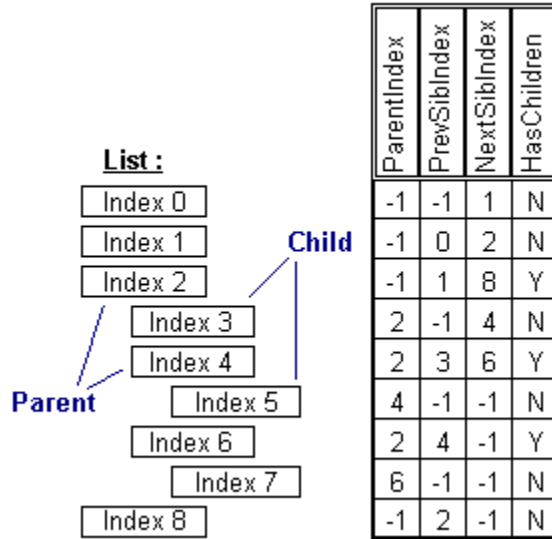 ParentIndex PrevSibIndex NextSibIndex HasChildren
List :
Index 0 -1 -1 1 N
Index 1 Child -1 0 2 N
Index 2 -1 1 8 Y
Index 3 2 -1 4 N
Index 4 2 3 6 Y
Parent Index 5 4 -1 -1 N
Index 6 2 4 -1 Y
Index 7 6 -1 -1 N
Index 8 -1 2 -1 N